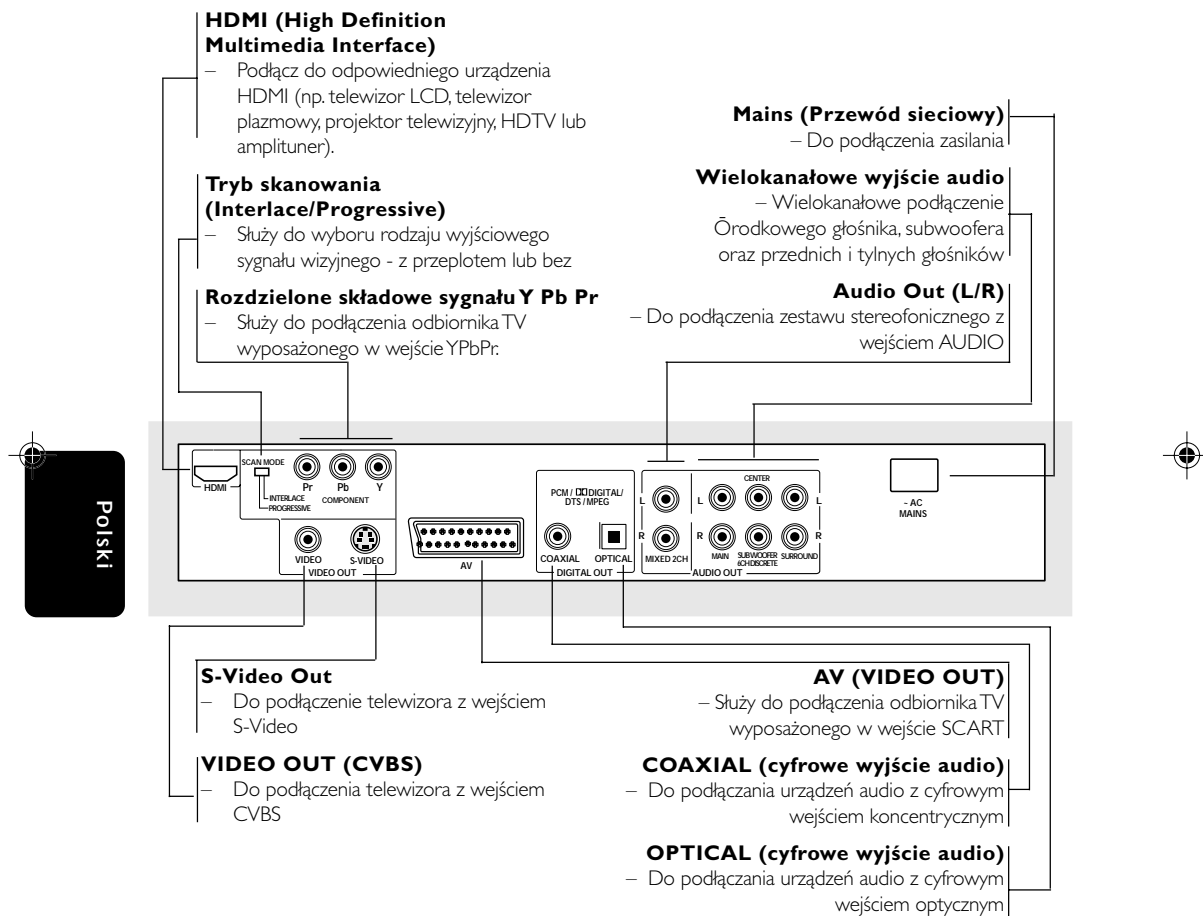 HDMI (High Definition
Multimedia Interface)
– Podłącz do odpowiedniego urządzenia
HDMI (np. telewizor LCD, telewizor
plazmowy, projektor telewizyjny, HDTV lub
amplituner).
Tryb skanowania
(Interlace/Progressive)
– Służy do wyboru rodzaju wyjściowego
sygnału wizyjnego - z przeplotem lub bez
Rozdzielone składowe sygnału Y Pb Pr
– Służy do podłączenia odbiornika TV
wyposażonego w wejście YPbPr.
Mains (Przewód sieciowy)
– Do podłączenia zasilania
Wielokanałowe wyjście audio
– Wielokanałowe podłączenie
Ōrodkowego głośnika, subwoofera
oraz przednich i tylnych głośników
Audio Out (L/R)
– Do podłączenia zestawu stereofonicznego z
wejściem AUDIO
Polski
HDMI
SCAN MODE
INTERLACE
PROGRESSIVE
Pr Pb Y
COMPONENT
VIDEO S-VIDEO
VIDEO OUT
AV
PCM / DIGITAL/
DTS / MPEG
COAXIAL OPTICAL
DIGITAL OUT
L
R
MIXED 2CH
L CENTER L
R R
MAIN SUBWOOFER SURROUND
6CH DISCRETE
AUDIO OUT
~ AC
MAINS
S-Video Out
– Do podłączenie telewizora z wejściem
S-Video
VIDEO OUT (CVBS)
– Do podłączenia telewizora z wejściem
CVBS
AV (VIDEO OUT)
– Służy do podłączenia odbiornika TV
wyposażonego w wejście SCART
COAXIAL (cyfrowe wyjście audio)
– Do podłączania urządzeń audio z cyfrowym
wejściem koncentrycznym
OPTICAL (cyfrowe wyjście audio)
– Do podłączania urządzeń audio z cyfrowym
wejściem optycznym